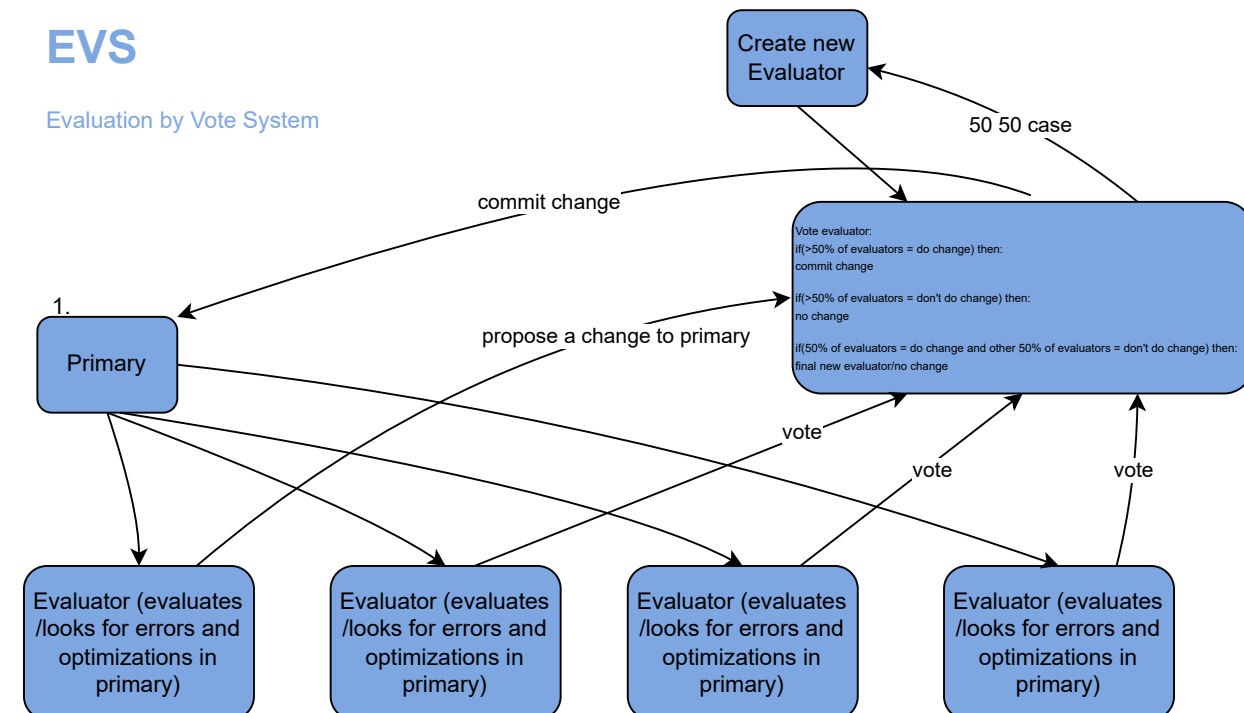 EVS
Evaluation by Vote System
Create new
Evaluator
50 50 case
commit change
Vote evaluator:
if(>50% of evaluators = do change) then:
commit change
if(>50% of evaluators = don't do change) then:
no change
if(50% of evaluators = do change and other 50% of evaluators = don't do change) then:
final new evaluator/no change
1.
Primary
propose a change to primary
vote
vote
vote
Evaluator (evaluates
/looks for errors and
optimizations in
primary)
Evaluator (evaluates
/looks for errors and
optimizations in
primary)
Evaluator (evaluates
/looks for errors and
optimizations in
primary)
Evaluator (evaluates
/looks for errors and
optimizations in
primary)